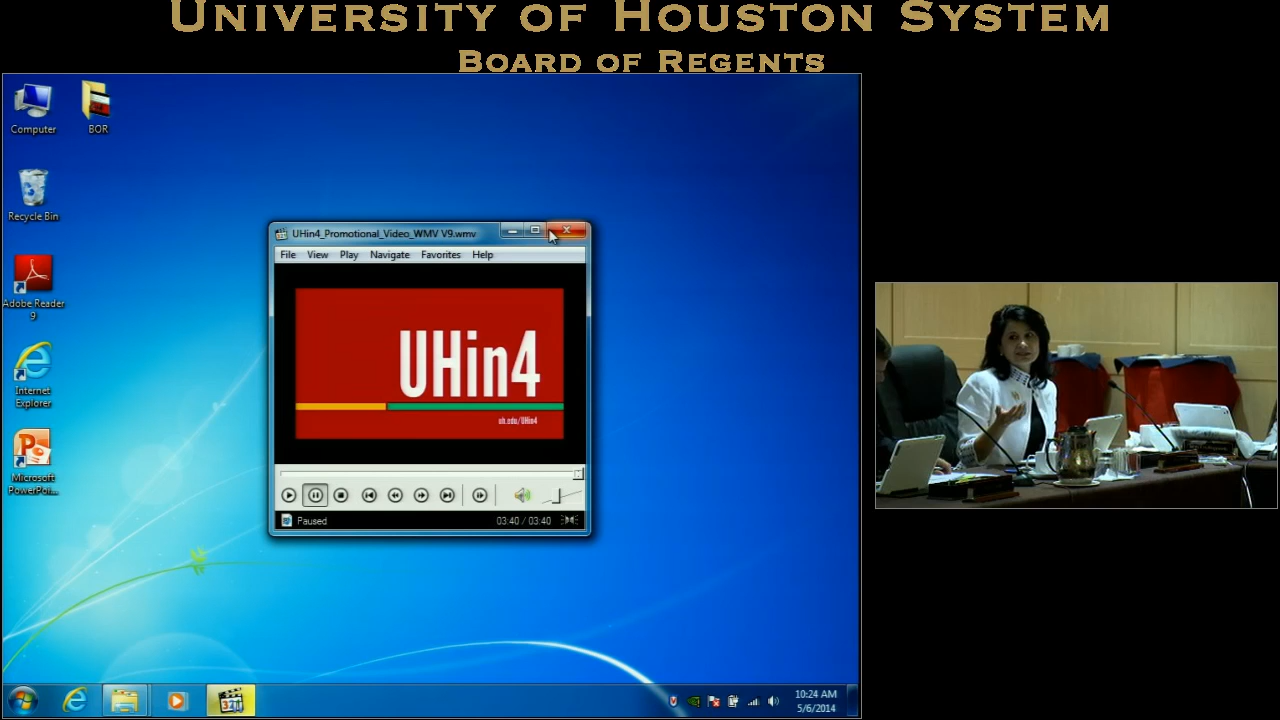 University of Houston System
Board of Regents
Computer
BOR
Recycle Bin
Adobe Reader 9
Internet Explorer
Microsoft PowerPoi...
UHin4_Promotional_Video_WMV V9.wmv
File View Play Navigate Favorites Help
UHin4
uh.edu/UHin4
Paused
03:40 / 03:40
321
10:24 AM
5/6/2014